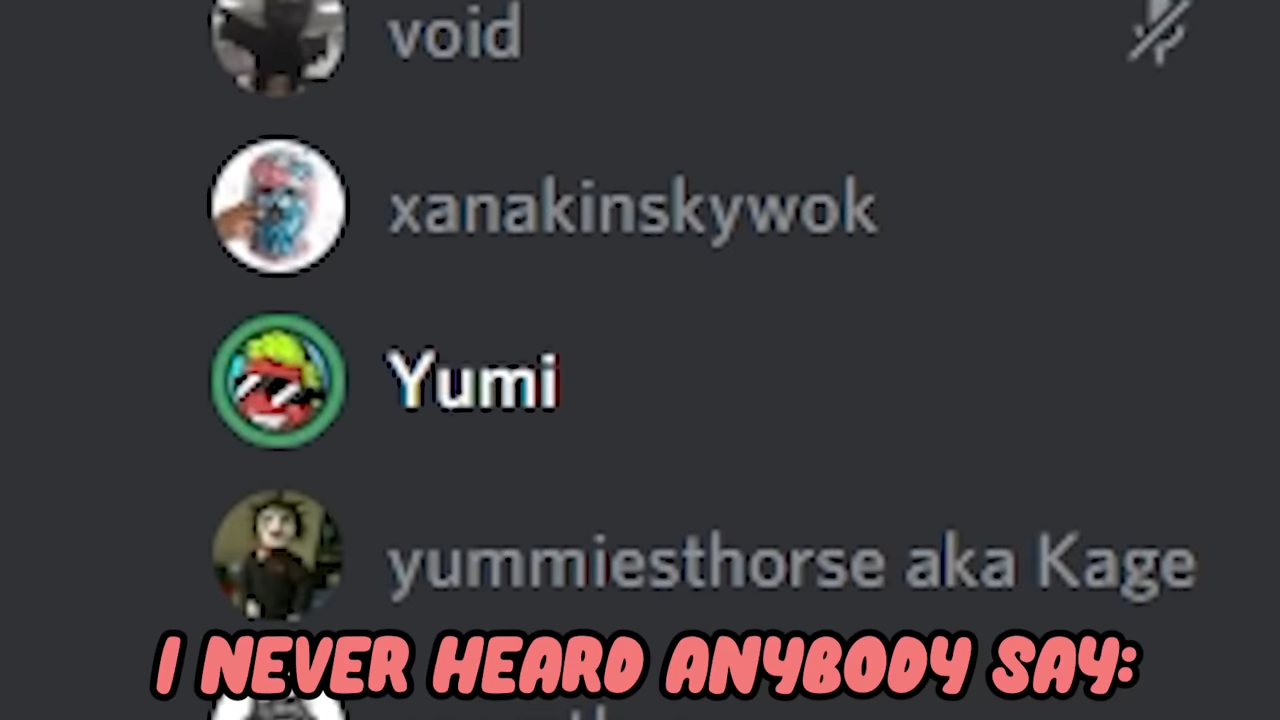 void
xanakinskywok
Yumi
yummiesthorse aka Kage
I NEVER HEARD ANYBODY SAY: